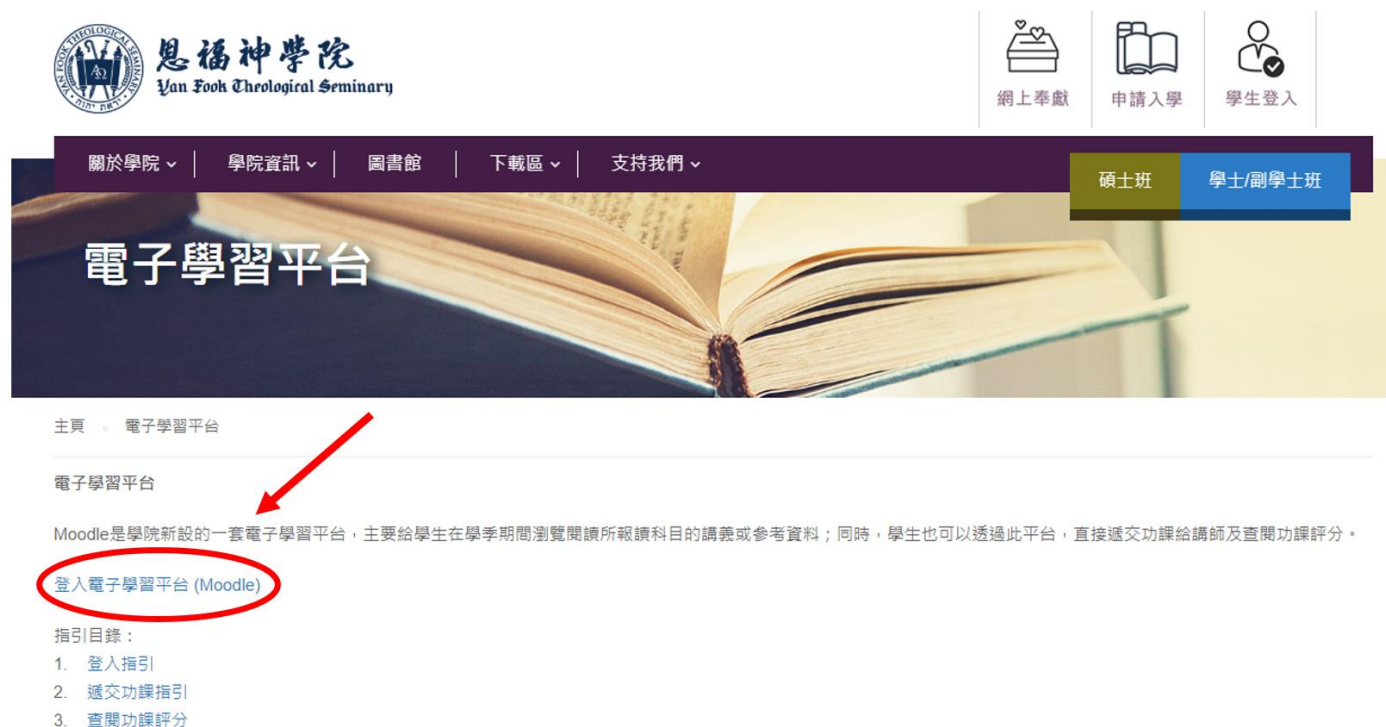 恩福神學院
Yan Fook Theological Seminary
網上奉獻
申請入學
學生登入
關於學院
學院資訊
圖書館
下載區
支持我們
碩士班
學士/副學士班
電子學習平台
主頁 電子學習平台
電子學習平台
Moodle是學院新設的一套電子學習平台，主要給學生在學季期間瀏覽閱讀所報讀科目的講義或參考資料；同時，學生也可以透過此平台，直接遞交功課給講師及查閱功課評分。
登入電子學習平台 (Moodle)
指引目錄：
1. 登入指引
2. 遞交功課指引
3. 查閱功課評分